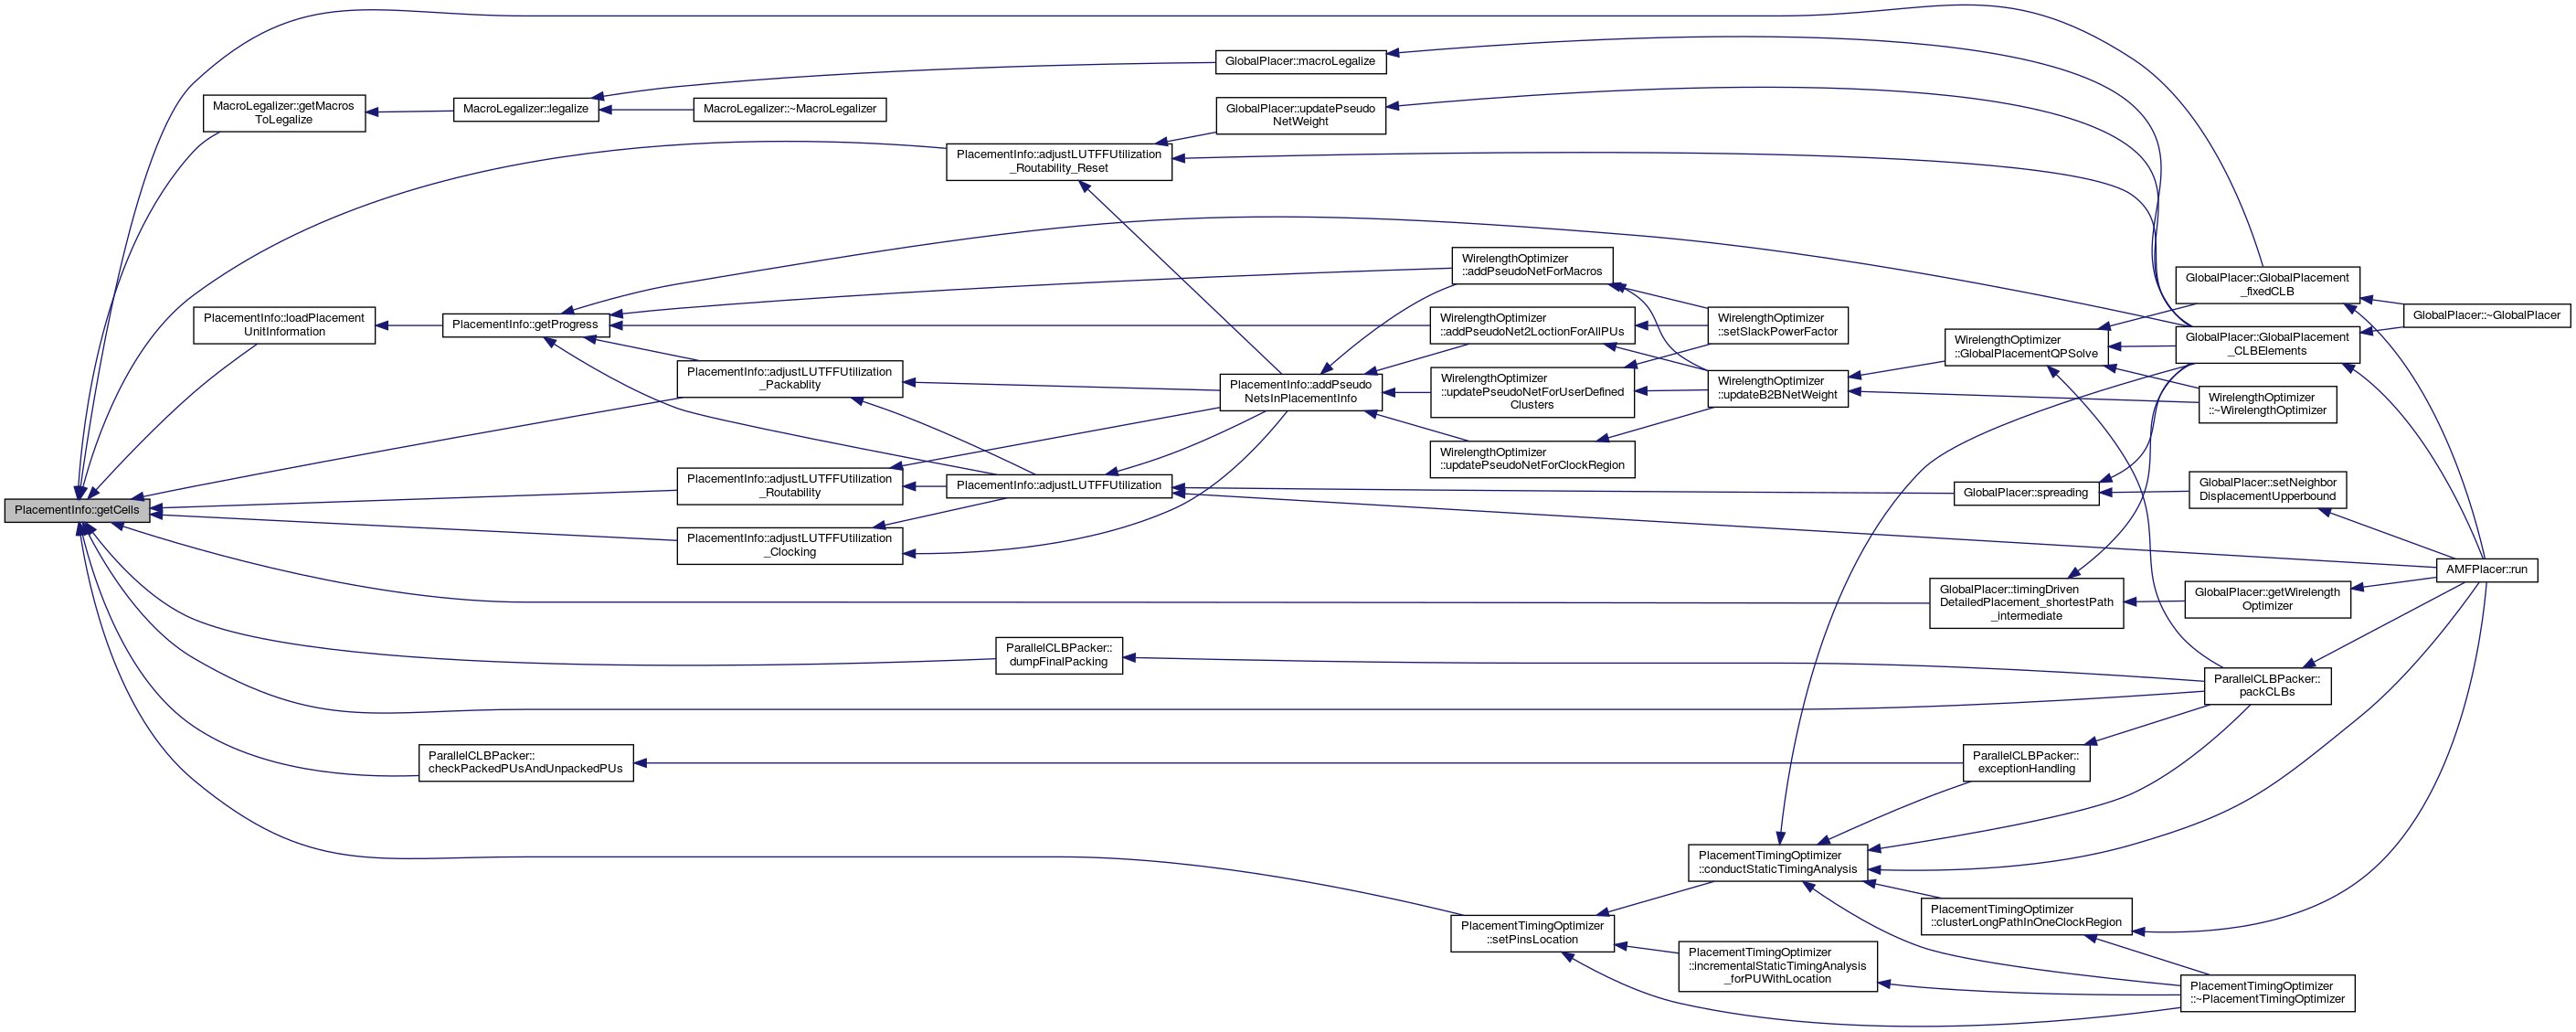 PlacementInfo::getCells
MacroLegalizer::getMacros
ToLegalize
PlacementInfo::loadPlacement
UnitInformation
MacroLegalizer::legalize
MacroLegalizer::~MacroLegalizer
PlacementInfo::getProgress
PlacementInfo::adjustLUTFFUtilization
_Packablity
PlacementInfo::adjustLUTFFUtilization
_Routability
PlacementInfo::adjustLUTFFUtilization
_Clocking
ParallelCLBPacker::
checkPackedPUsAndUnpackedPUs
PlacementInfo::adjustLUTFFUtilization
_Routability_Reset
PlacementInfo::adjustLUTFFUtilization
ParallelCLBPacker::
dumpFinalPacking
GlobalPlacer::macroLegalize
GlobalPlacer::updatePseudo
NetWeight
PlacementInfo::addPseudo
NetsInPlacementInfo
WirelengthOptimizer
::addPseudoNetForMacros
WirelengthOptimizer
::addPseudoNet2LoctionForAllPUs
WirelengthOptimizer
::updatePseudoNetForUserDefined
Clusters
WirelengthOptimizer
::updatePseudoNetForClockRegion
PlacementTimingOptimizer
::setPinsLocation
WirelengthOptimizer
::setSlackPowerFactor
WirelengthOptimizer
::updateB2BNetWeight
PlacementTimingOptimizer
::conductStaticTimingAnalysis
PlacementTimingOptimizer
::incrementalStaticTimingAnalysis
_forPUWithLocation
WirelengthOptimizer
::GlobalPlacementQPSolve
GlobalPlacer::spreading
GlobalPlacer::timingDriven
DetailedPlacement_shortestPath
_intermediate
ParallelCLBPacker::
exceptionHandling
PlacementTimingOptimizer
::clusterLongPathInOneClockRegion
GlobalPlacer::GlobalPlacement
_fixedCLB
GlobalPlacer::GlobalPlacement
_CLBElements
WirelengthOptimizer
::~WirelengthOptimizer
GlobalPlacer::setNeighbor
DisplacementUpperbound
GlobalPlacer::getWirelength
Optimizer
ParallelCLBPacker::
packCLBs
PlacementTimingOptimizer
::~PlacementTimingOptimizer
GlobalPlacer::~GlobalPlacer
AMFPlacer::run